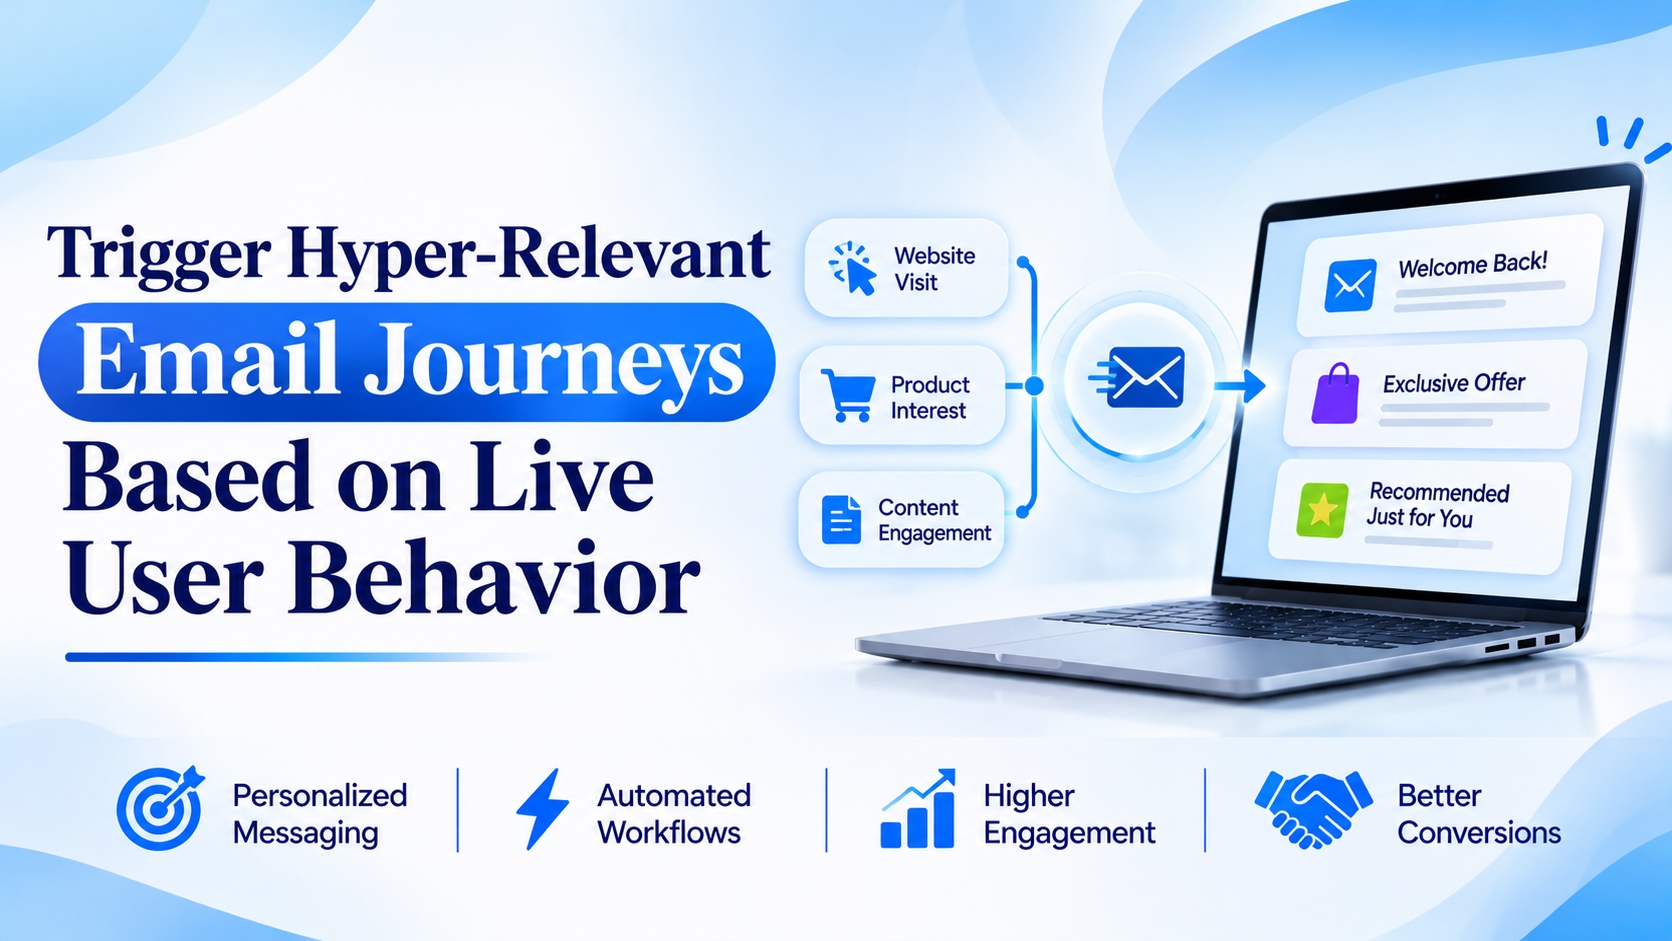 Trigger Hyper-Relevant
Email Journeys
Based on Live
User Behavior
Website
Visit
Product
Interest
Content
Engagement
Welcome Back!
Exclusive Offer
Recommended
Just for You
Personalized
Messaging
Automated
Workflows
Higher
Engagement
Better
Conversions